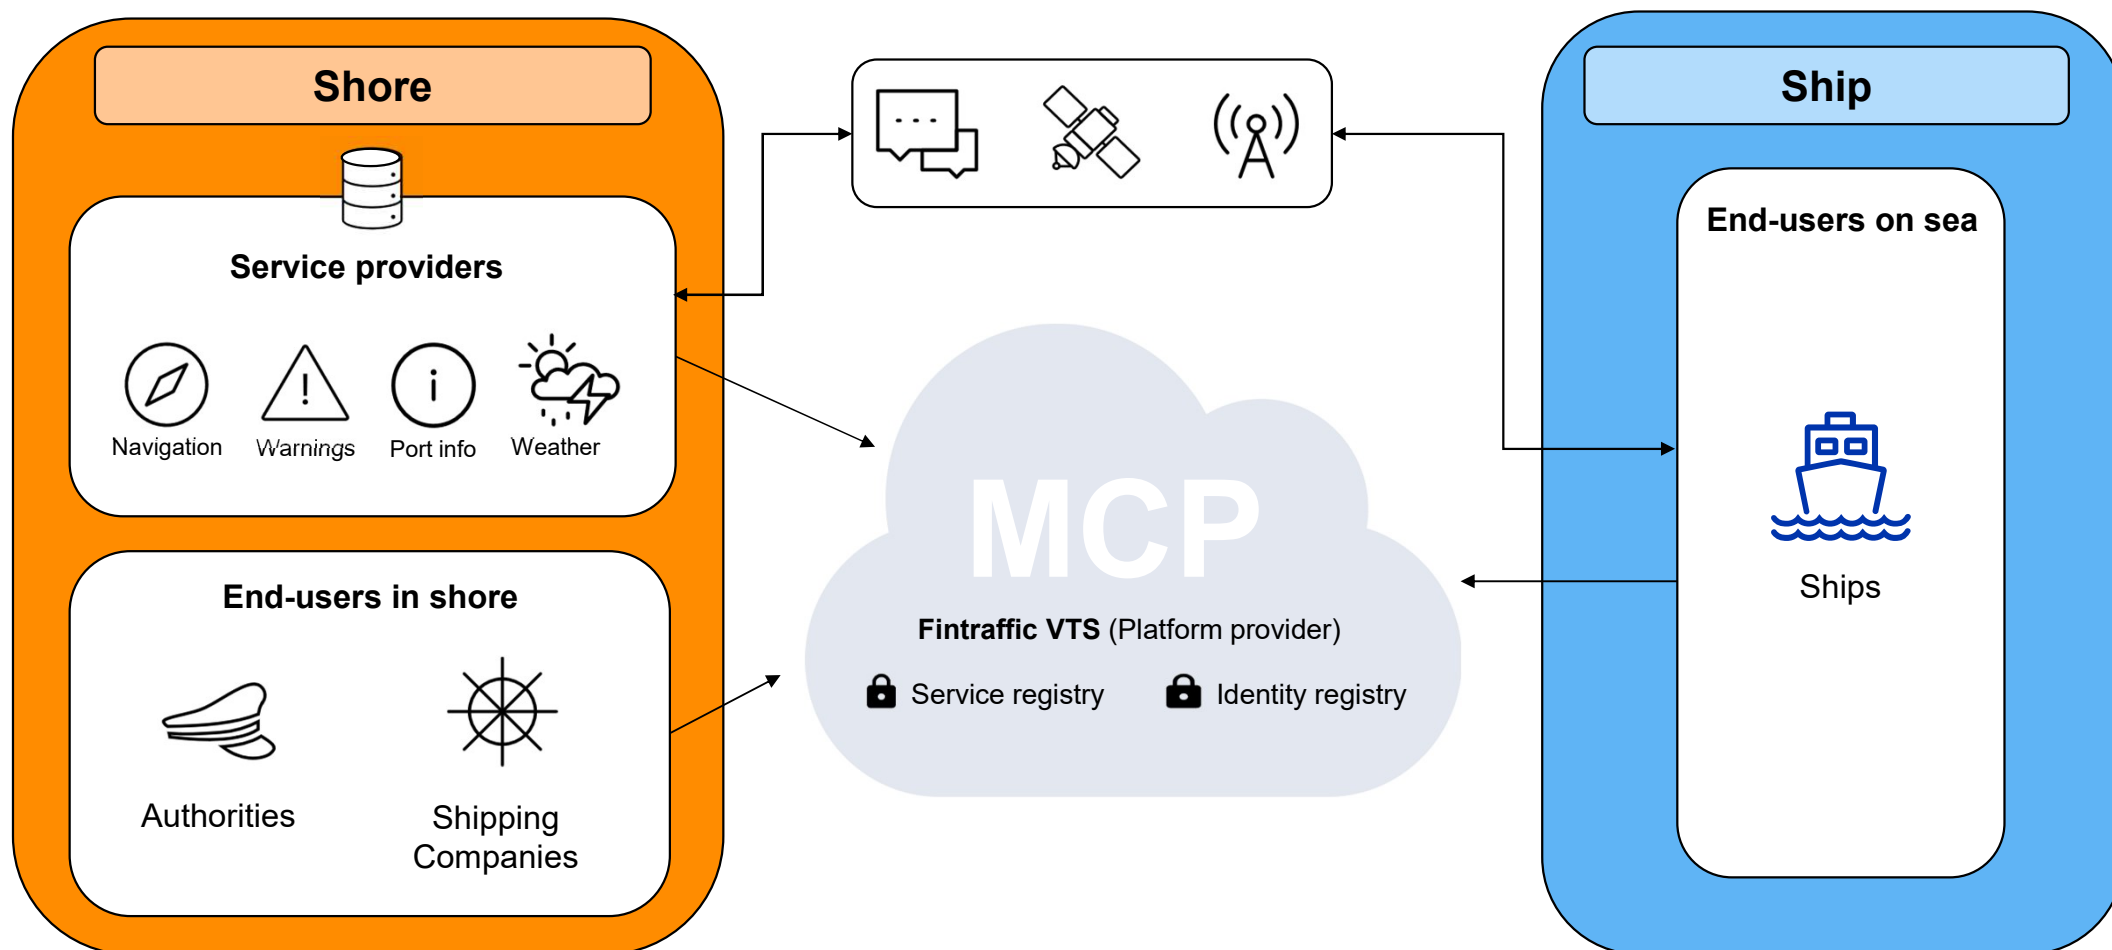 Shore
Service providers
Navigation
Warnings
Port info
Weather
End-users in shore
Authorities
Shipping
Companies
MCP
Fintraffic VTS (Platform provider)
Service registry
Identity registry
Ship
End-users on sea
Ships